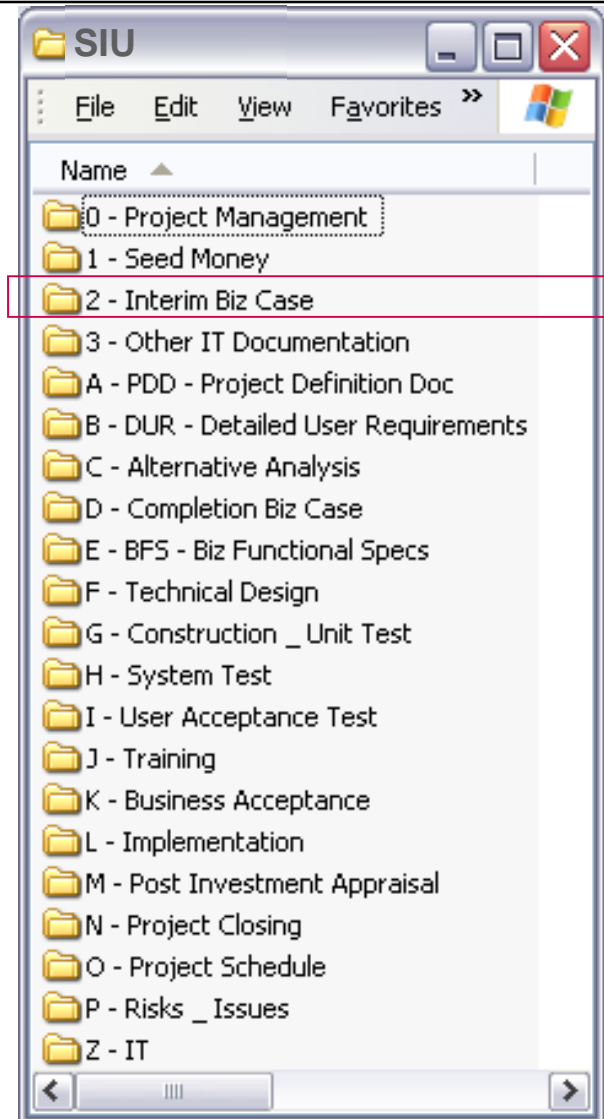 SIU
File Edit View Favorites »
Name
0 - Project Management
1 - Seed Money
2 - Interim Biz Case
3 - Other IT Documentation
A - PDD - Project Definition Doc
B - DUR - Detailed User Requirements
C - Alternative Analysis
D - Completion Biz Case
E - BFS - Biz Functional Specs
F - Technical Design
G - Construction _ Unit Test
H - System Test
I - User Acceptance Test
J - Training
K - Business Acceptance
L - Implementation
M - Post Investment Appraisal
N - Project Closing
O - Project Schedule
P - Risks _ Issues
Z - IT